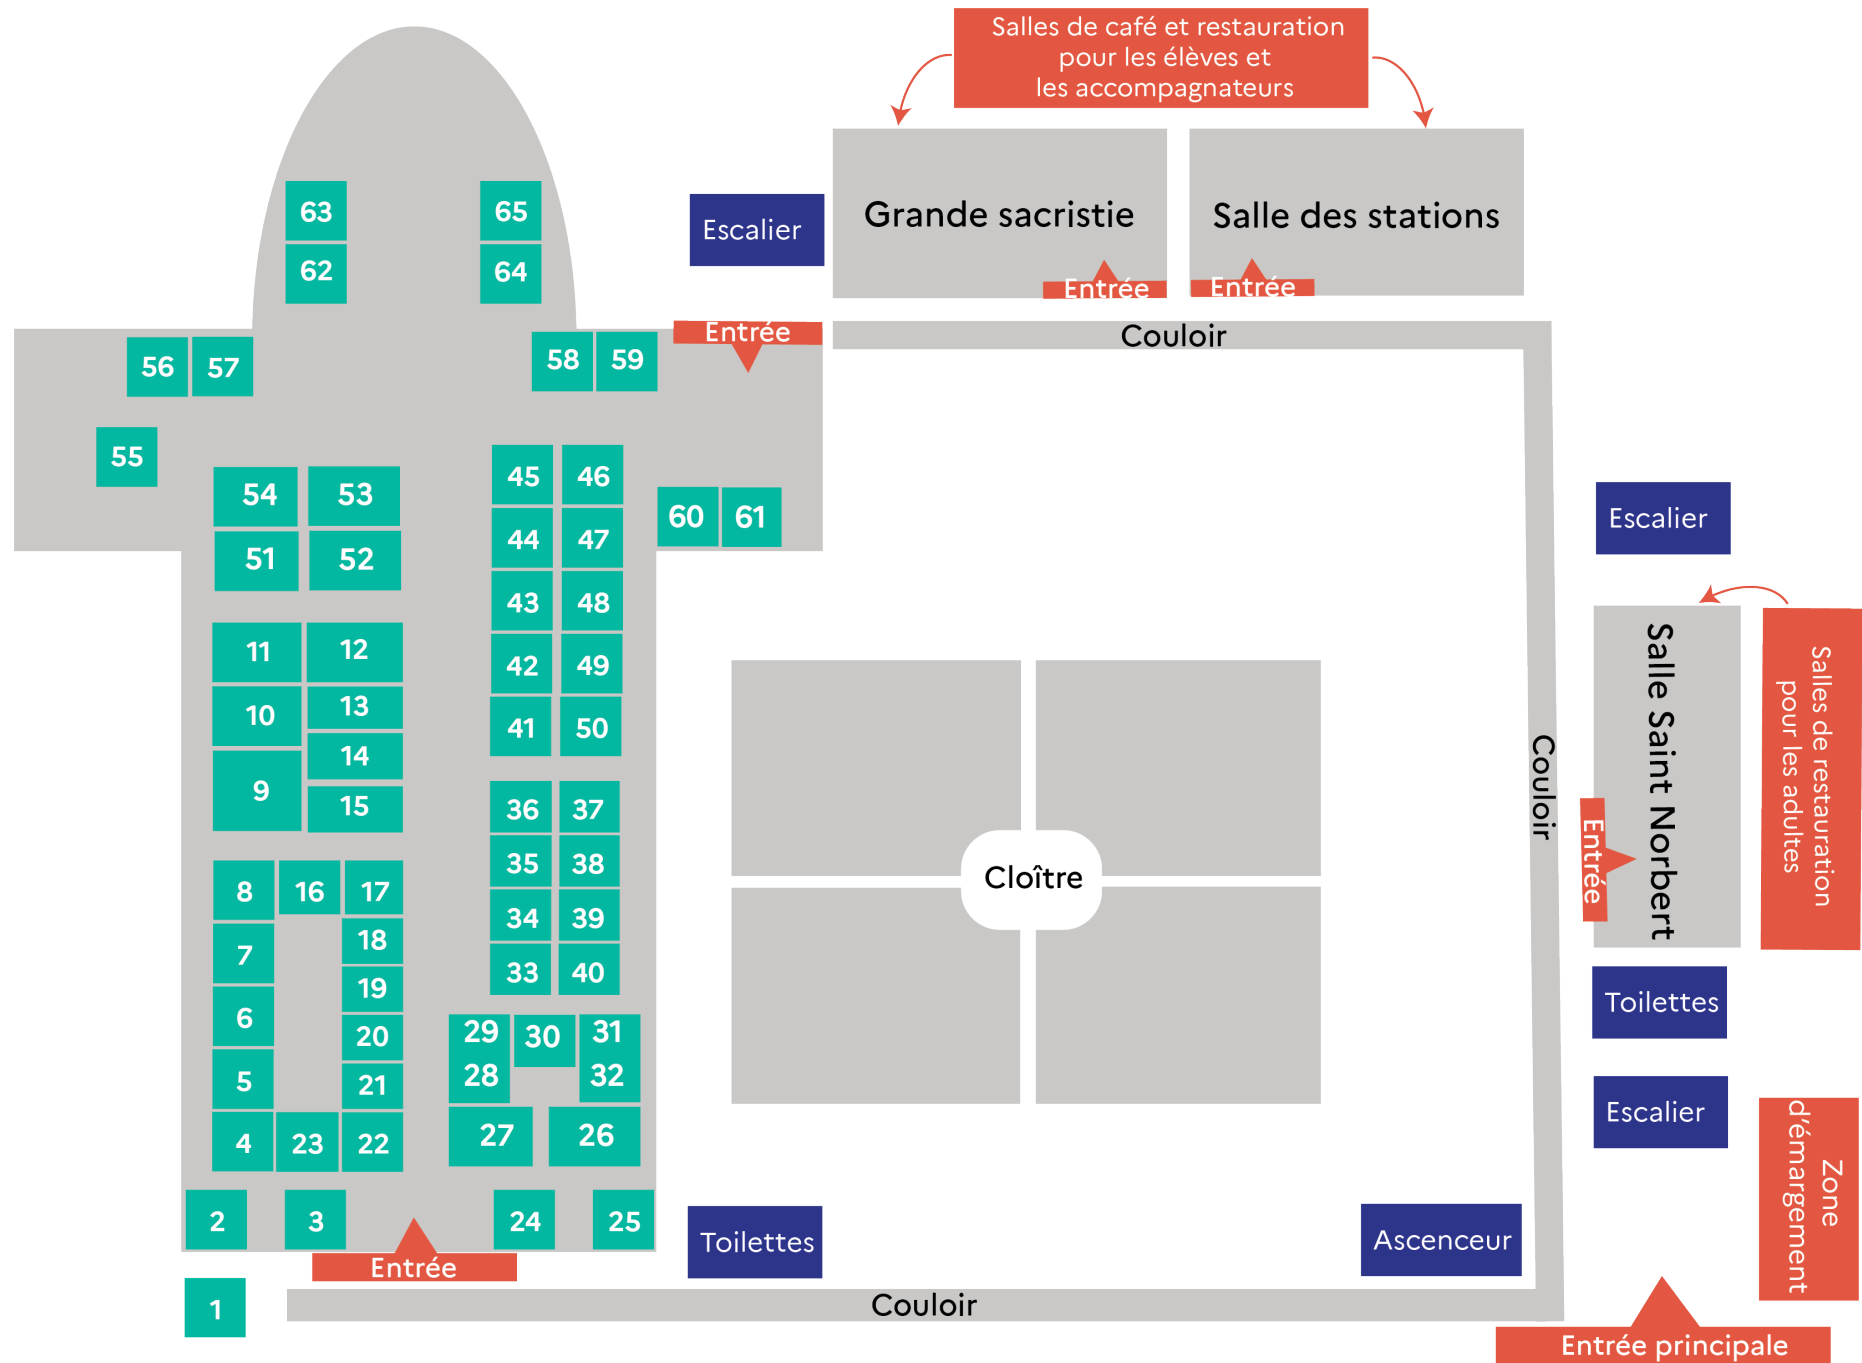 Salles de café et restauration
pour les élèves et
les accompagnateurs
63
65
62
64
Escalier
Grande sacristie
Salle des stations
Entrée
Entrée
Entrée
Couloir
56
57
58
59
55
54
53
51
52
45
46
44
47
43
48
42
49
41
50
60
61
Escalier
11
12
10
13
14
9
15
36
37
35
38
34
39
33
40
Cloître
Couloir
Salle Saint Norbert
Entrée
Salles de restauration
pour les adultes
8
16
17
7
18
6
19
20
5
21
4
23
22
29
30
31
28
32
27
26
Toilettes
Escalier
Zone
d'émargement
2
3
24
25
Toilettes
Ascenceur
Entrée
1
Couloir
Entrée principale